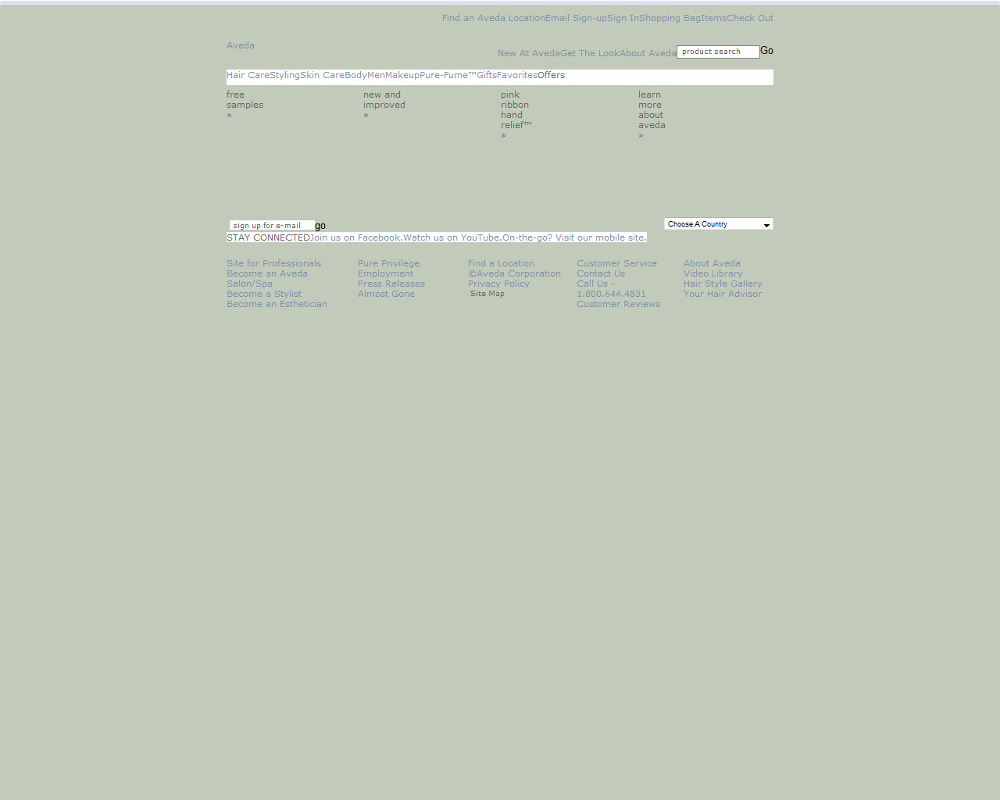 Find an Aveda LocationEmail Sign-upSign InShopping BagItemsCheck Out
Aveda
New At AvedaGet The LookAbout Aveda product search Go
Hair CareStylingSkin CareBodyMenMakeupPure-Fume™GiftsFavoritesOffers
free
samples
»
new and
improved
»
pink
ribbon
hand
relief™
»
learn
more
about
aveda
»
sign up for e-mail go
Choose A Country
STAY CONNECTEDJoin us on Facebook.Watch us on YouTube.On-the-go? Visit our mobile site.
Site for Professionals
Become an Aveda
Salon/Spa
Become a Stylist
Become an Esthetician
Pure Privilege
Employment
Press Releases
Almost Gone
Find a Location
©Aveda Corporation
Privacy Policy
Site Map
Customer Service
Contact Us
Call Us -
1.800.644.4831
Customer Reviews
About Aveda
Video Library
Hair Style Gallery
Your Hair Advisor